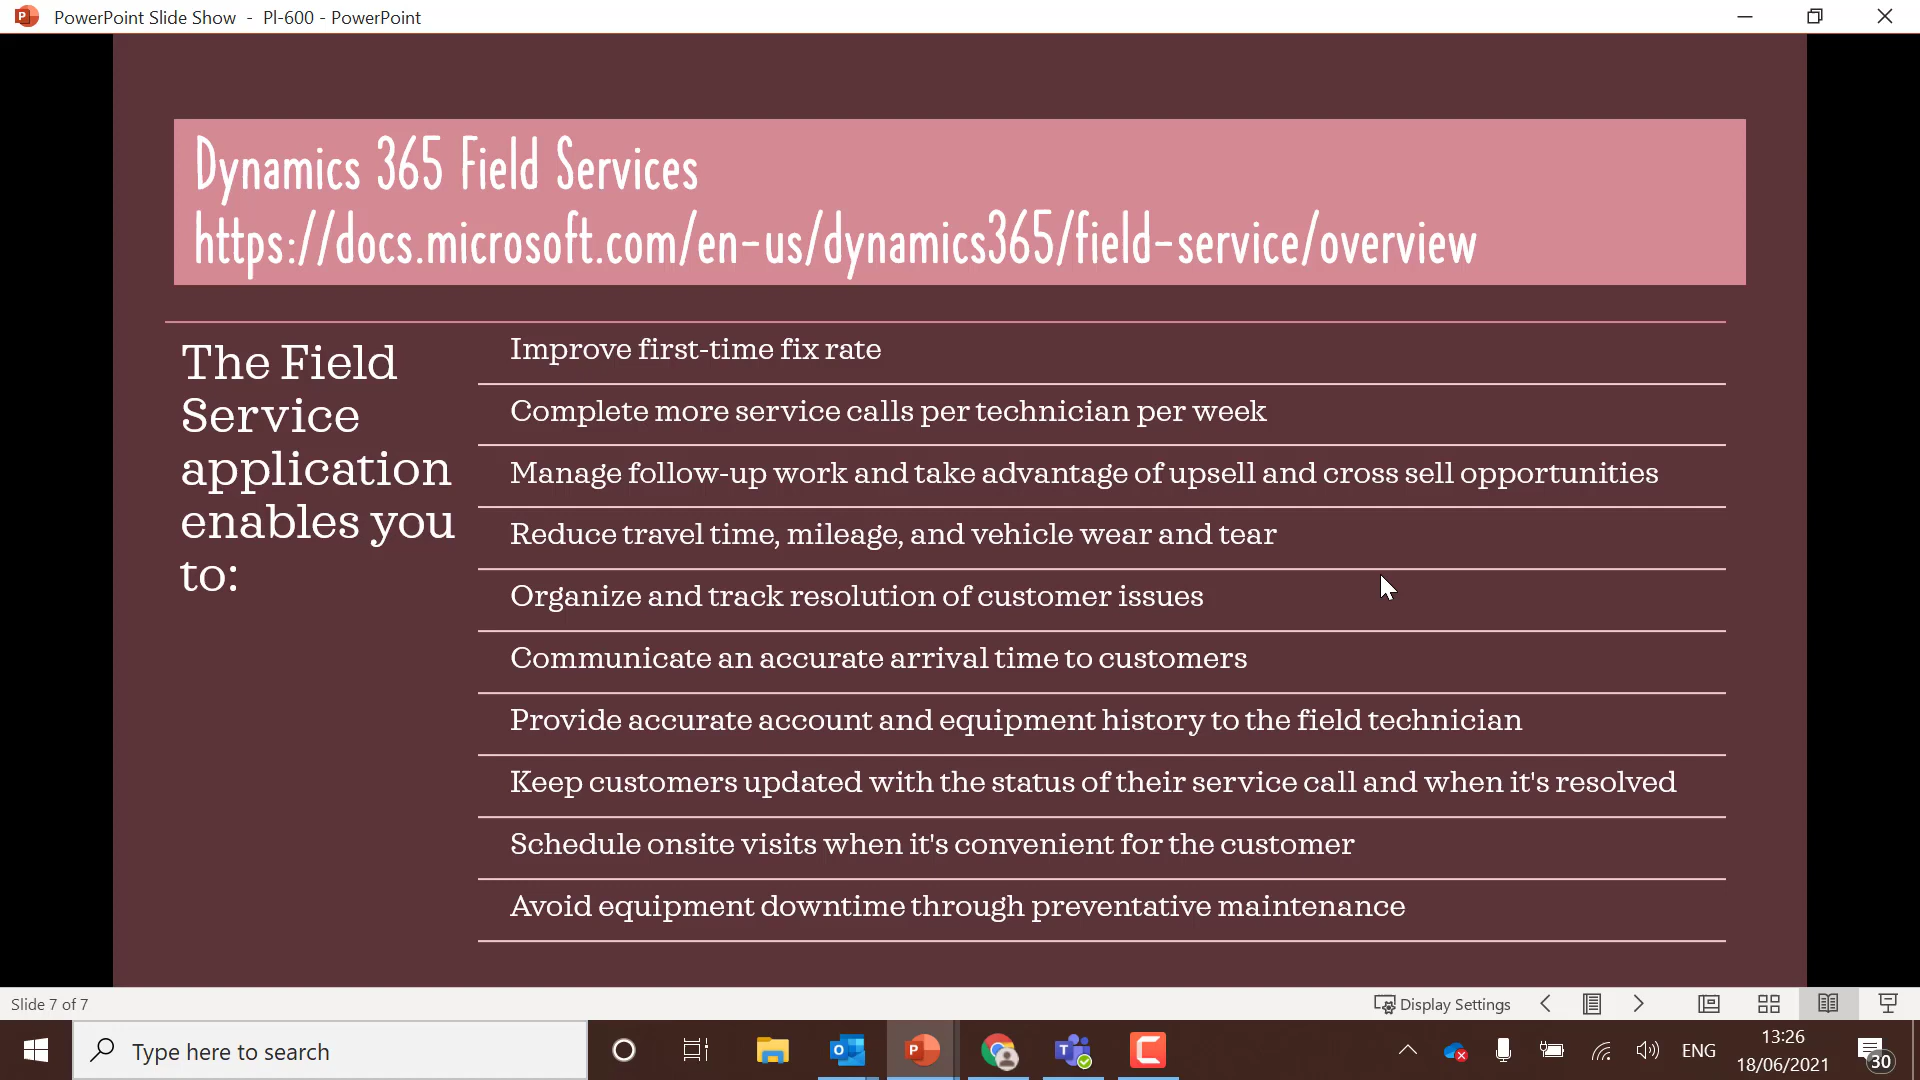 PowerPoint Slide Show - Pl-600 - PowerPoint
Dynamics 365 Field Services
https://docs.microsoft.com/en-us/dynamics365/field-service/overview
The Field
Service
application
enables you
to:
Improve first-time fix rate
Complete more service calls per technician per week
Manage follow-up work and take advantage of upsell and cross sell opportunities
Reduce travel time, mileage, and vehicle wear and tear
Organize and track resolution of customer issues
Communicate an accurate arrival time to customers
Provide accurate account and equipment history to the field technician
Keep customers updated with the status of their service call and when it's resolved
Schedule onsite visits when it's convenient for the customer
Avoid equipment downtime through preventative maintenance
Slide 7 of 7
Display Settings
Type here to search
ENG
13:26
18/06/2021
30